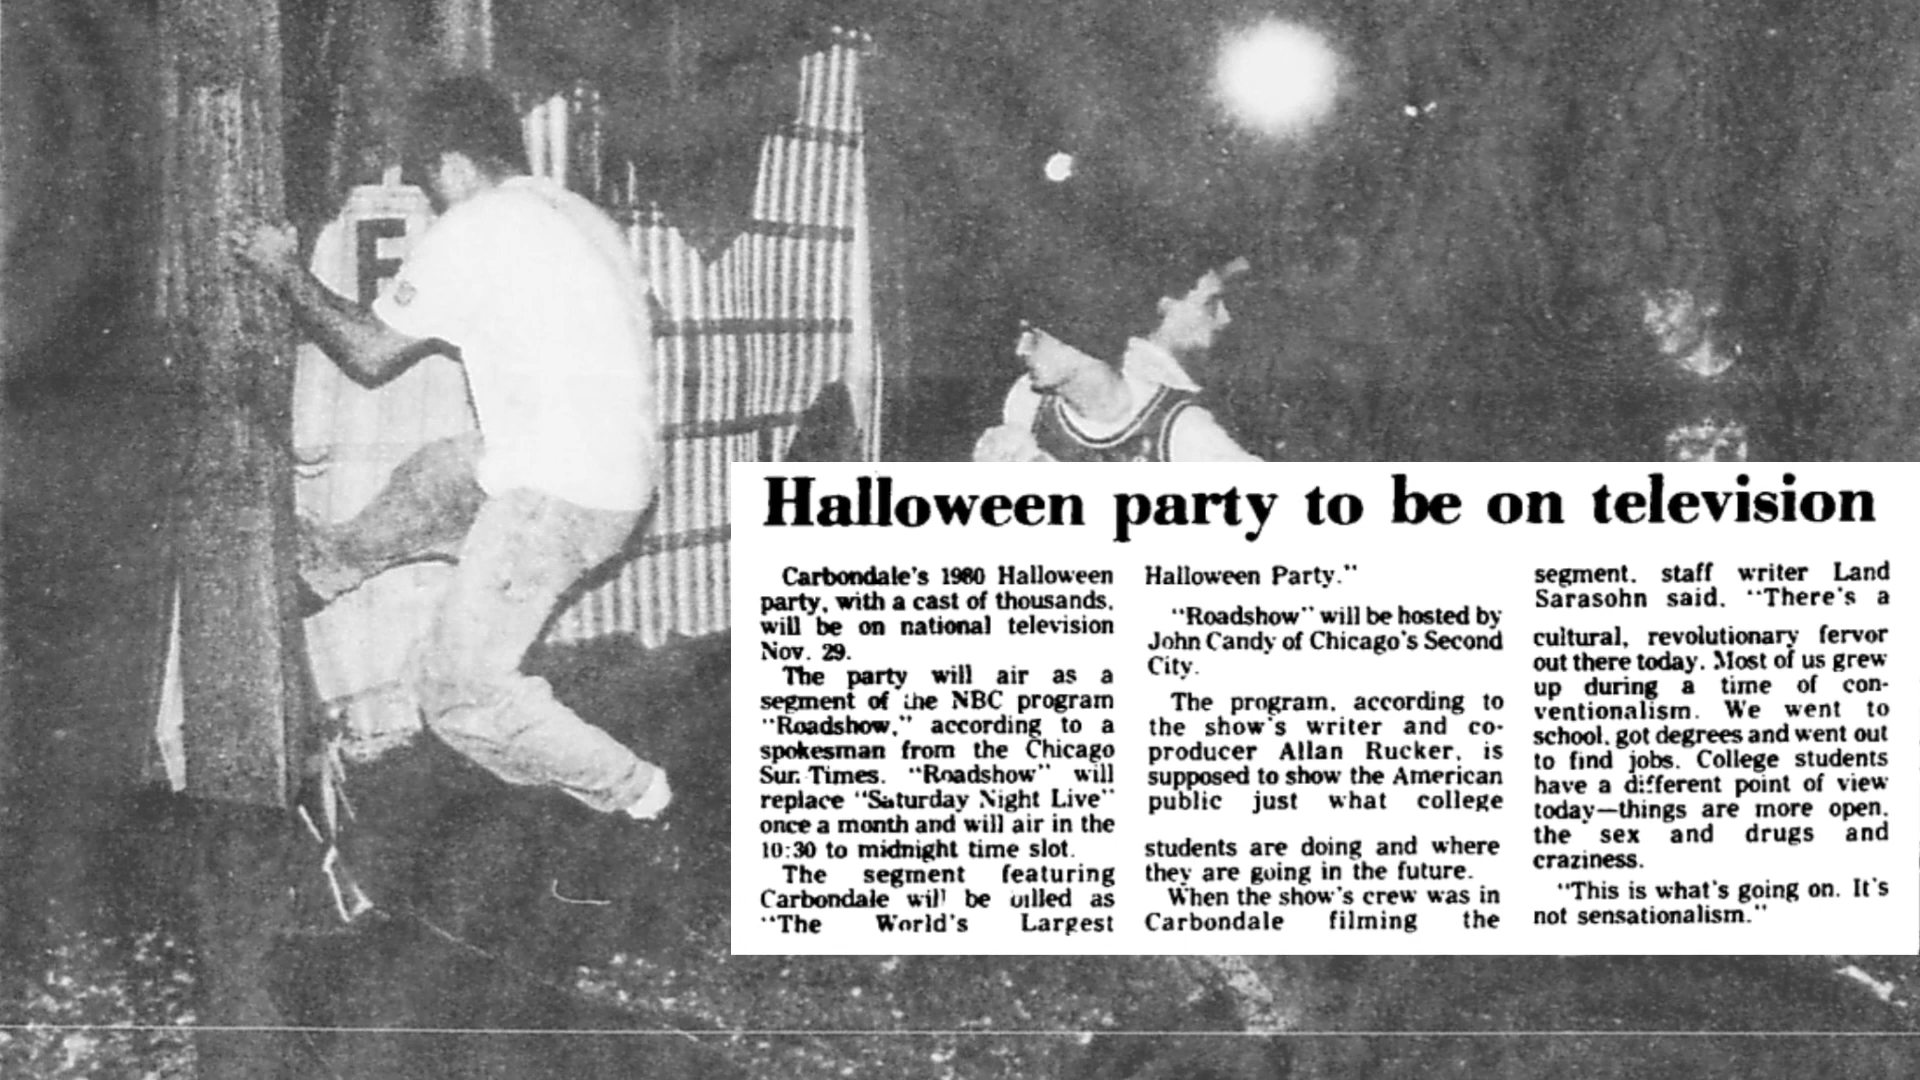 F
Halloween party to be on television
Carbondale's 1980 Halloween
party, with a cast of thousands,
will be on national television
Nov. 29.
The party will air as a
segment of the NBC program
"Roadshow," according to a
spokesman from the Chicago
Sun Times. "Roadshow" will
replace "Saturday Night Live"
once a month and will air in the
10:30 to midnight time slot.
The segment featuring
Carbondale will be billed as
"The World's Largest
Halloween Party."
"Roadshow" will be hosted by
John Candy of Chicago's Second
City.
The program, according to
the show's writer and co-
producer Allan Rucker, is
supposed to show the American
public just what college
students are doing and where
they are going in the future.
When the show's crew was in
Carbondale filming the
segment, staff writer Land
Sarasohn said, "There's a
cultural, revolutionary fervor
out there today. Most of us grew
up during a time of con-
ventionalism. We went to
school, got degrees and went out
to find jobs. College students
have a different point of view
today—things are more open,
the sex and drugs and
craziness.
"This is what's going on. It's
not sensationalism."